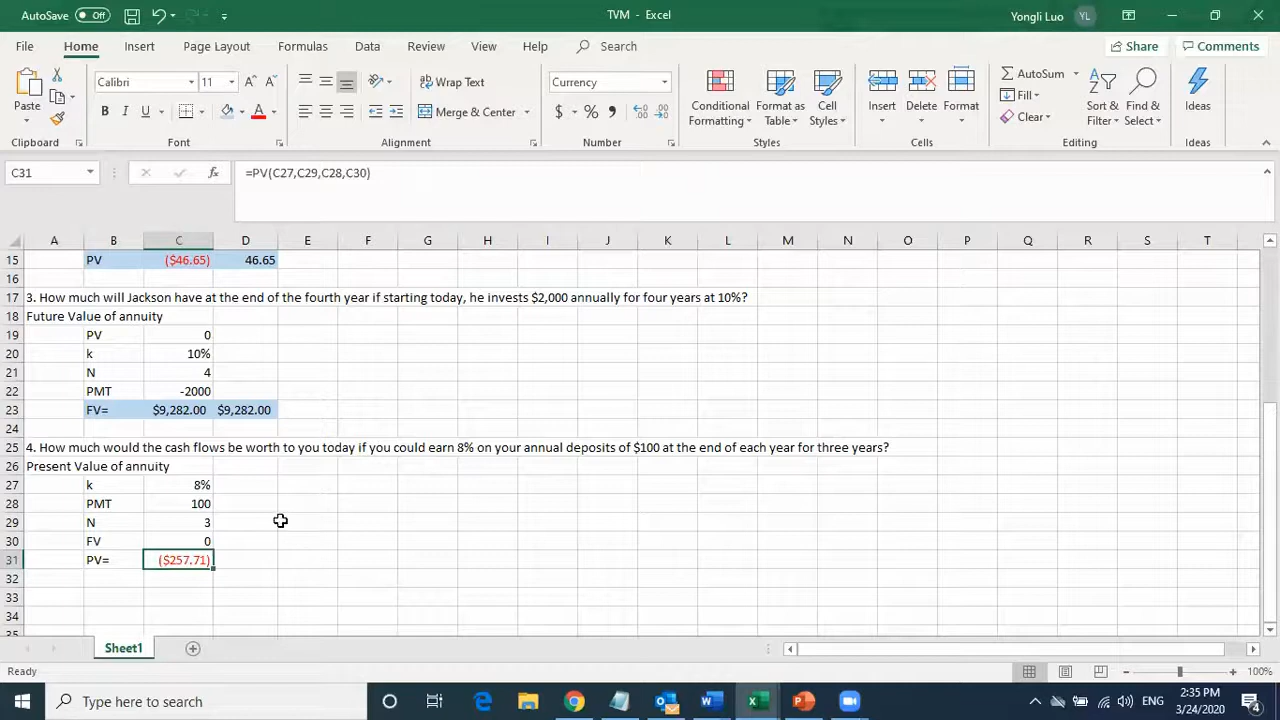 AutoSave Off TVM - Excel Yongli Luo YL
File Home Insert Page Layout Formulas Data Review View Help Search Share Comments
Paste Calibri 11 A A Wrap Text Currency Conditional Formatting Format as Table Cell Styles Insert Delete Format AutoSum Fill Clear Sort & Filter Find & Select Ideas
B I U A Merge & Center $ % ,
Clipboard Font Alignment Number Styles Cells Editing Ideas
C31 fx =PV(C27,C29,C28,C30)
A B C D E F G H I J K L M N O P Q R S T
15 PV ($46.65) 46.65
16
17 3. How much will Jackson have at the end of the fourth year if starting today, he invests $2,000 annually for four years at 10%?
18 Future Value of annuity
19 PV 0
20 k 10%
21 N 4
22 PMT -2000
23 FV= $9,282.00 $9,282.00
24
25 4. How much would the cash flows be worth to you today if you could earn 8% on your annual deposits of $100 at the end of each year for three years?
26 Present Value of annuity
27 k 8%
28 PMT 100
29 N 3
30 FV 0
31 PV= ($257.71)
32
33
34
35
Sheet1
Ready 100%
Type here to search ENG 2:35 PM
3/24/2020 4